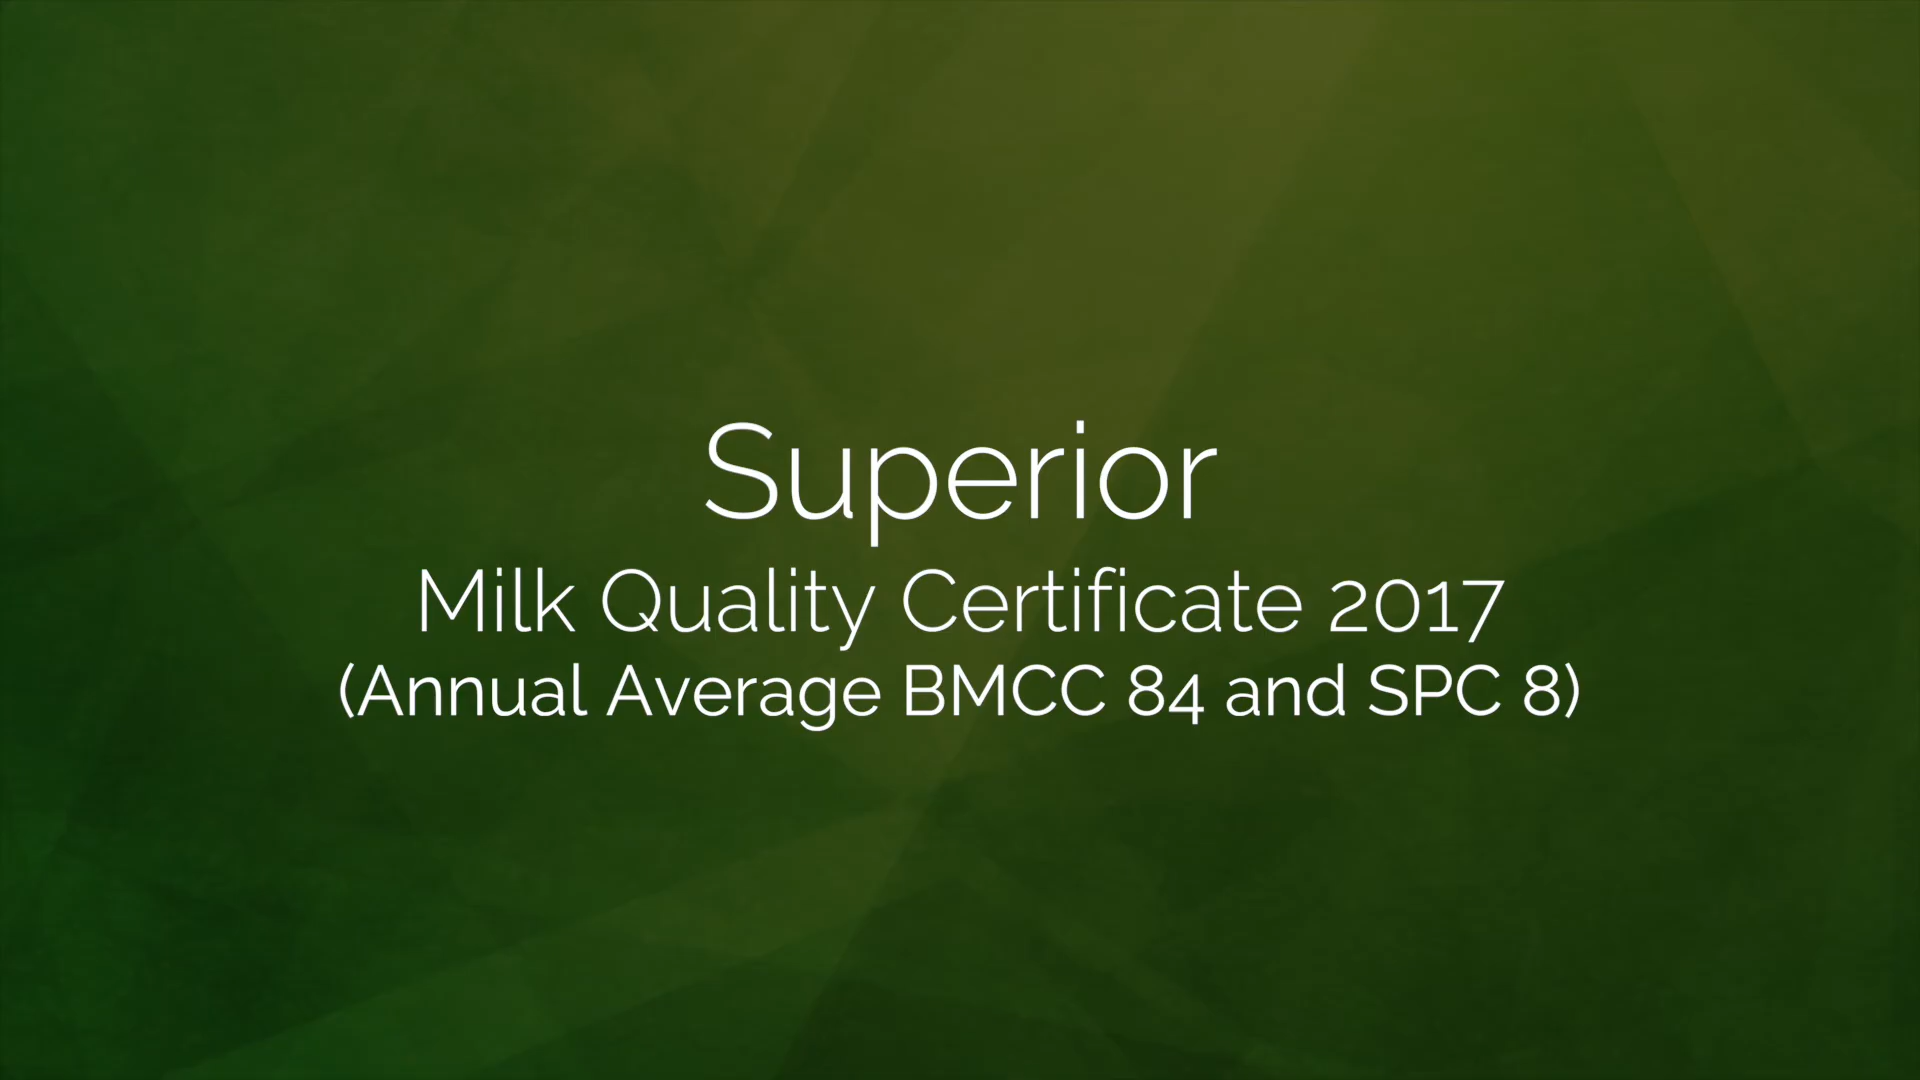 Superior
Milk Quality Certificate 2017
(Annual Average BMCC 84 and SPC 8)